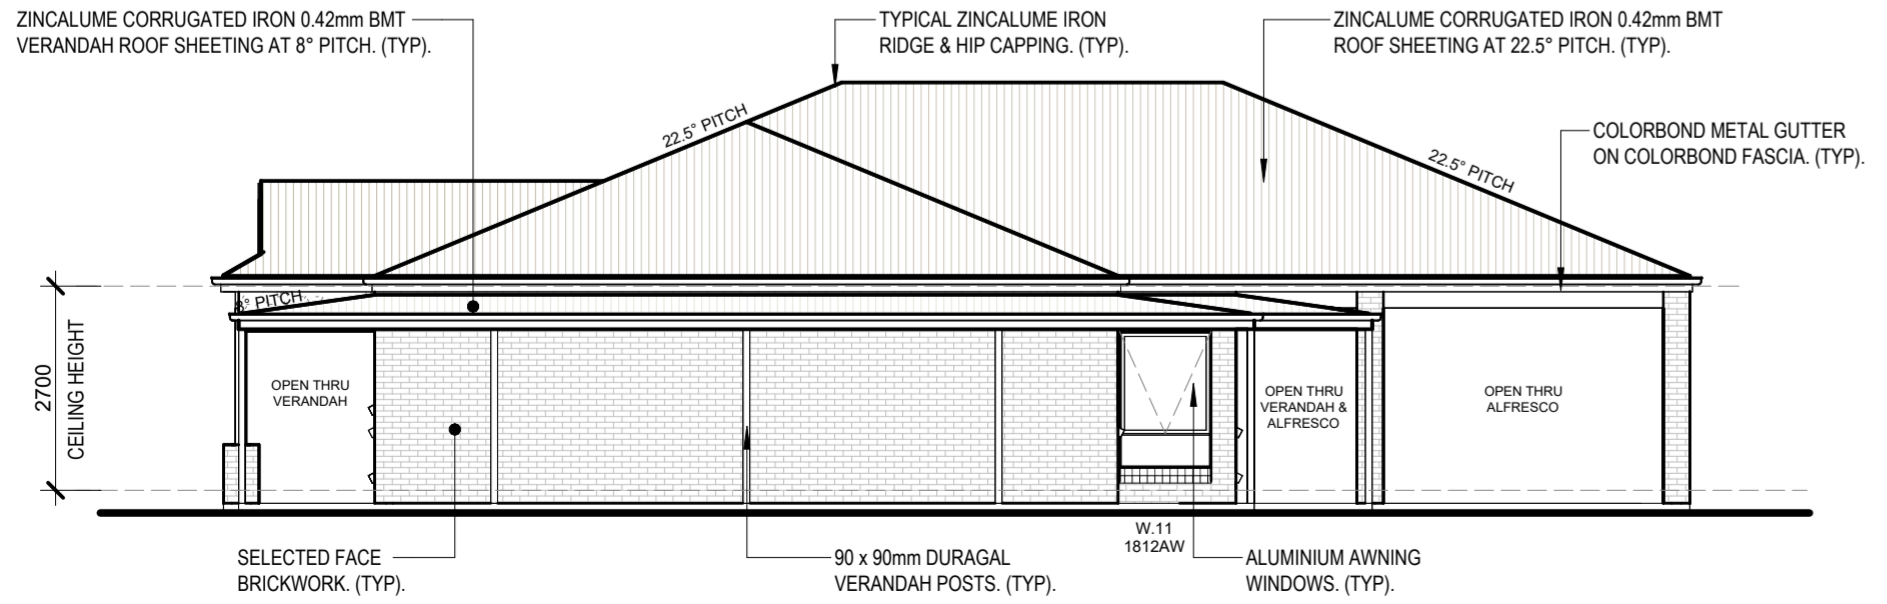 ZINCALUME CORRUGATED IRON 0.42mm BMT
VERANDAH ROOF SHEETING AT 8° PITCH. (TYP).
TYPICAL ZINCALUME IRON
RIDGE & HIP CAPPING. (TYP).
ZINCALUME CORRUGATED IRON 0.42mm BMT
ROOF SHEETING AT 22.5° PITCH. (TYP).
22.5° PITCH
COLORBOND METAL GUTTER
ON COLORBOND FASCIA. (TYP).
22.5° PITCH
8° PITCH
2700
CEILING HEIGHT
OPEN THRU
VERANDAH
OPEN THRU
VERANDAH &
ALFRESCO
OPEN THRU
ALFRESCO
W.11
1812AW
SELECTED FACE
BRICKWORK. (TYP).
90 x 90mm DURAGAL
VERANDAH POSTS. (TYP).
ALUMINIUM AWNING
WINDOWS. (TYP).